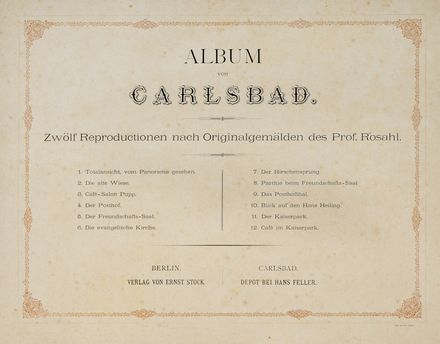 ALBUM
von
CARLSBAD.
Zwölf Reproductionen nach Originalgemälden des Prof. Rosahl.
1. Totalansicht, vom Panorama gesehen.
2. Die alte Wiese.
3. Café-Salon Pupp.
4. Der Posthof.
5. Der Freundschafts-Saal.
6. Die evangelische Kirche.
7. Der Hirschensprung
8. Parthie beim Freundschafts-Saal
9. Das Posthofthal.
10. Blick auf den Hans Heiling.
11. Der Kaiserpark.
12. Café im Kaiserpark.
BERLIN.
VERLAG VON ERNST STOCK.
CARLSBAD.
DEPOT BEI HANS FELLER.